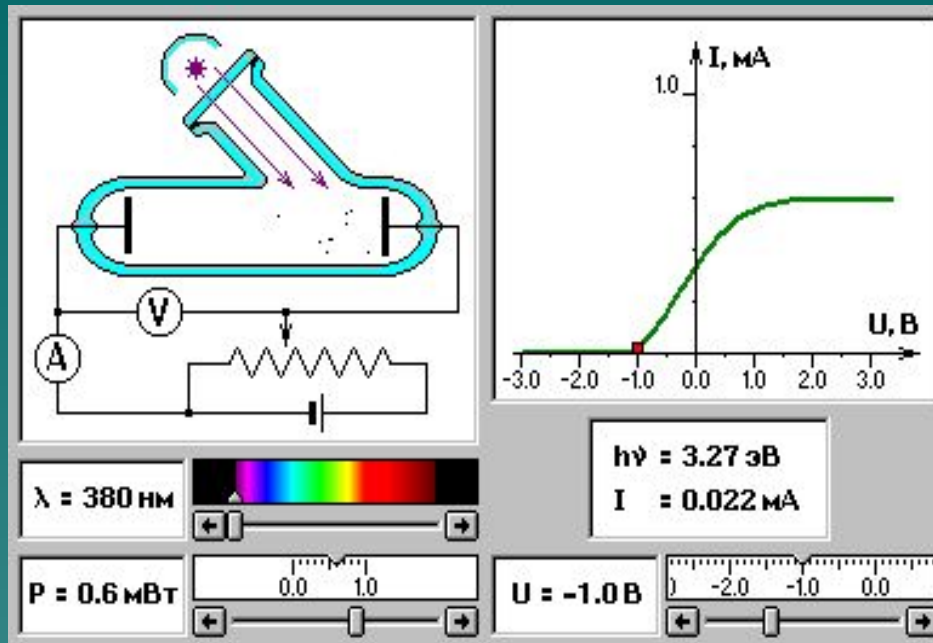 I, мА
1.0
U, В
-3.0 -2.0 -1.0 0.0 1.0 2.0 3.0
V
A
hν = 3.27 эВ
I = 0.022 мА
λ = 380 нм
P = 0.6 мВт
0.0 1.0
U = -1.0 В
-2.0 -1.0 0.0